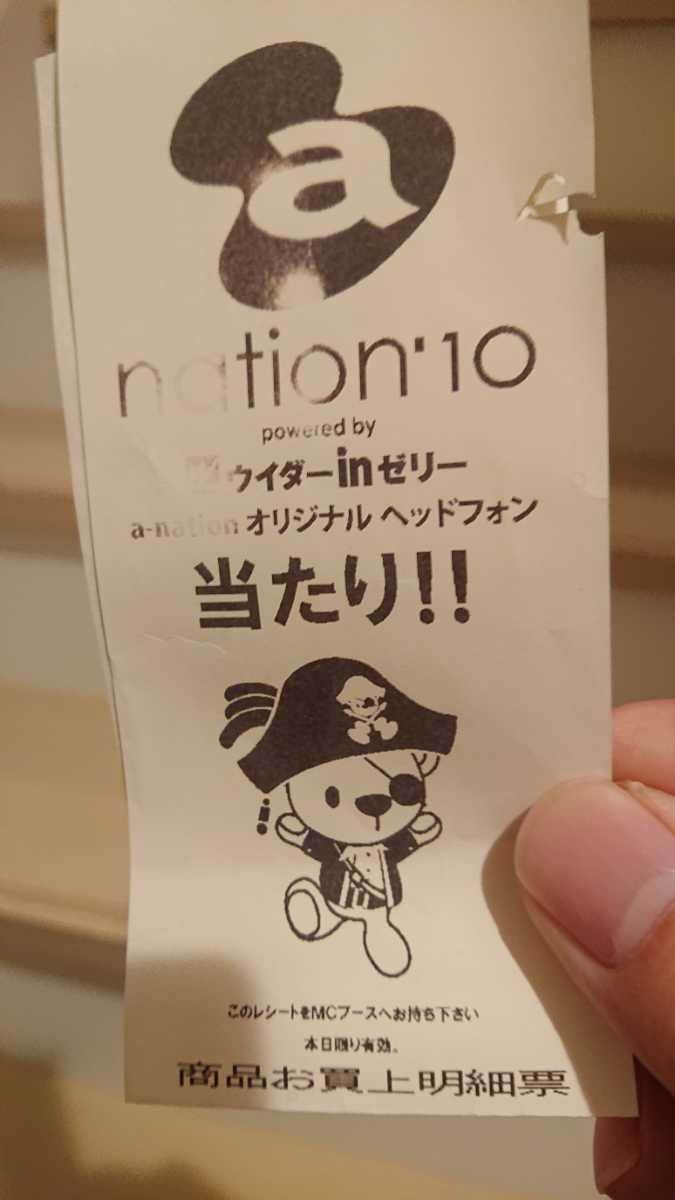 a
nation'10
powered by
ウイダーinゼリー
a-nation オリジナル ヘッドフォン
当たり!!
このレシートをMCブースへお持ち下さい
本日限り有効。
商品お買上明細票